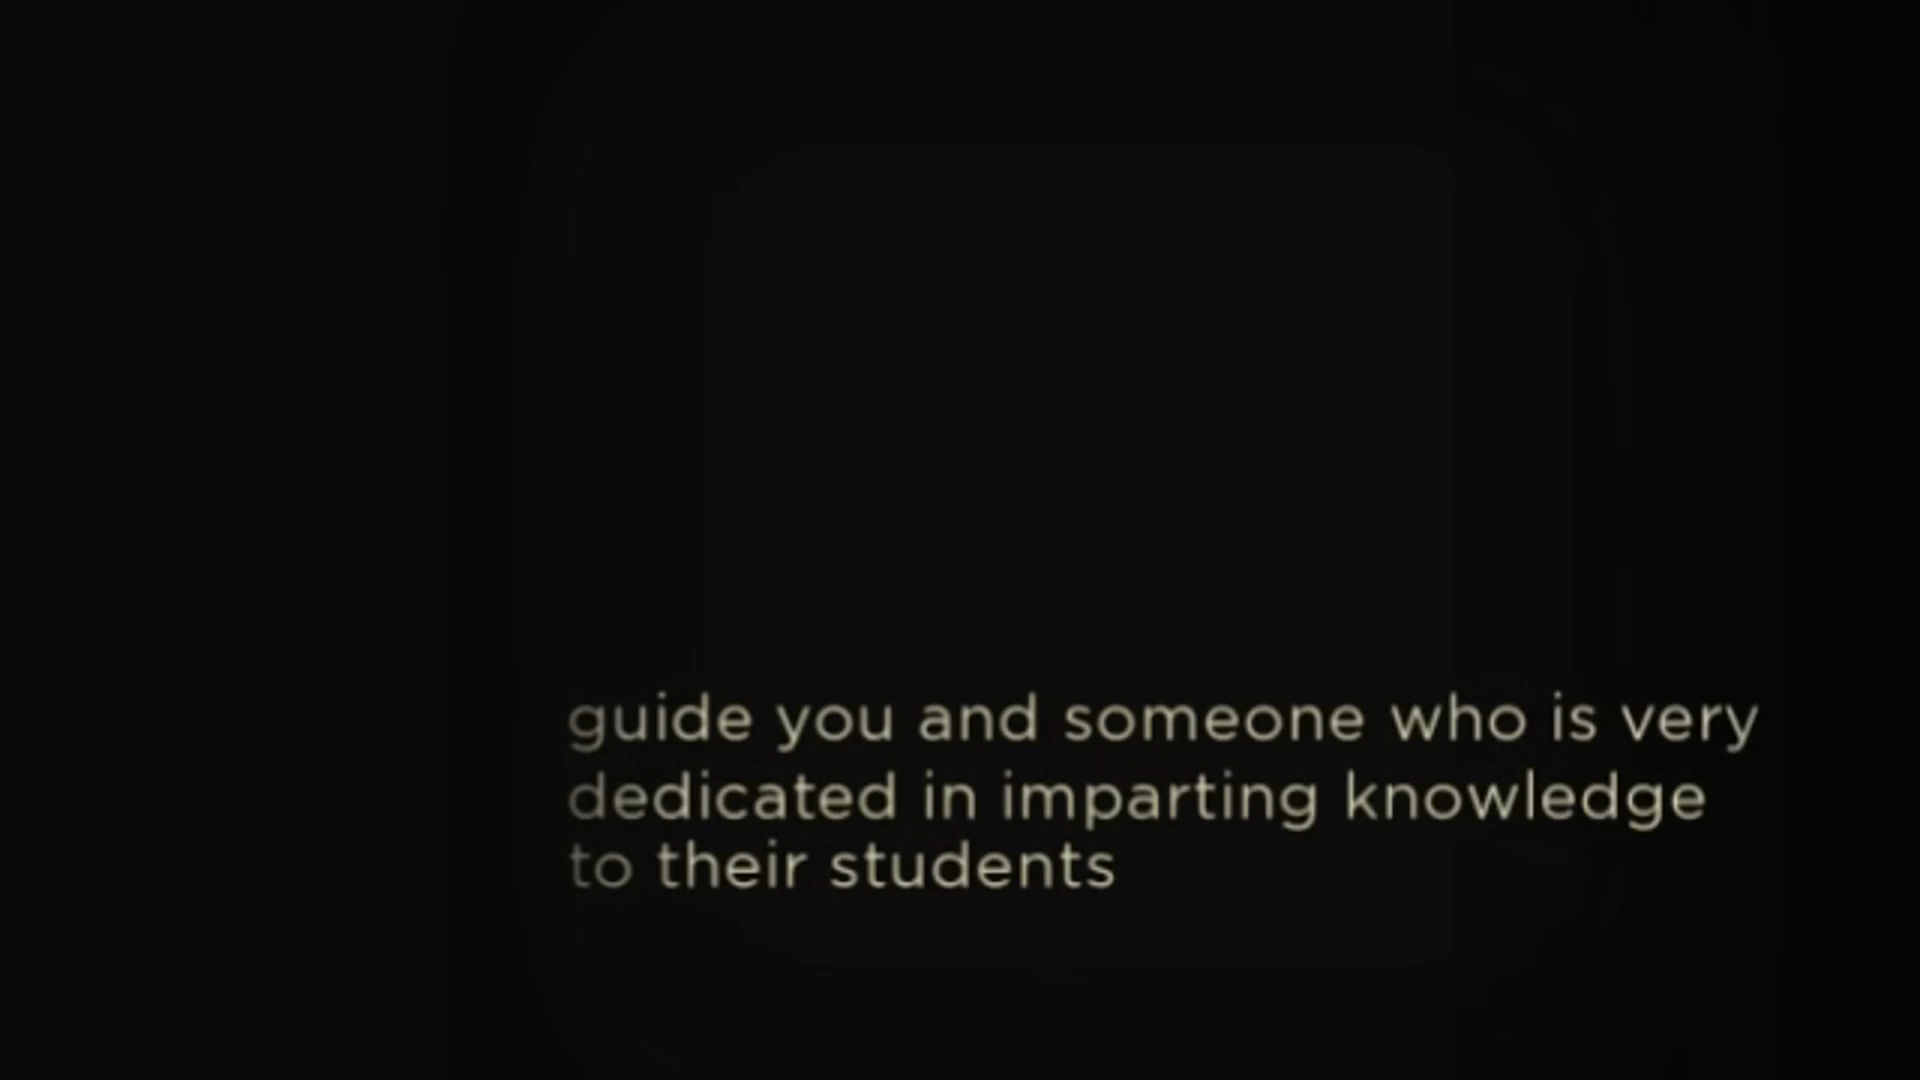 guide you and someone who is very
dedicated in imparting knowledge
to their students